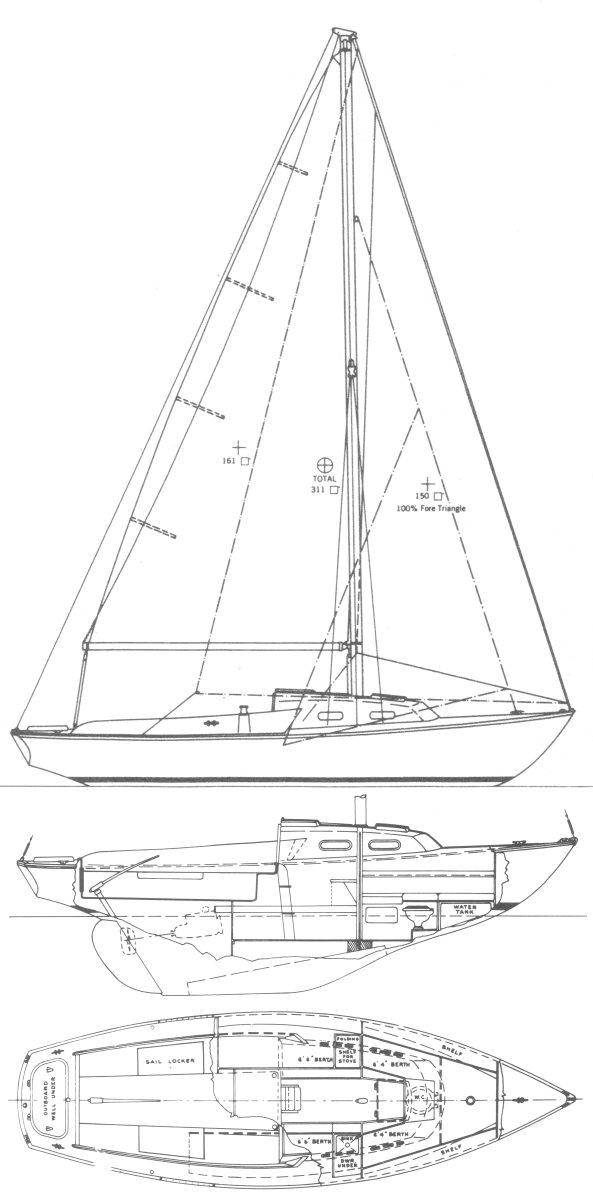 161
TOTAL
311
150
100% Fore Triangle
WATER
TANK
SAIL LOCKER
OUTBOARD
WELL UNDER
FOLDING
SHELF
FOR
STOVE
6'6" BERTH
6'4" BERTH
SHELF
W.C.
6'6" BERTH
SINK
DWR
UNDER
6'4" BERTH
SHELF